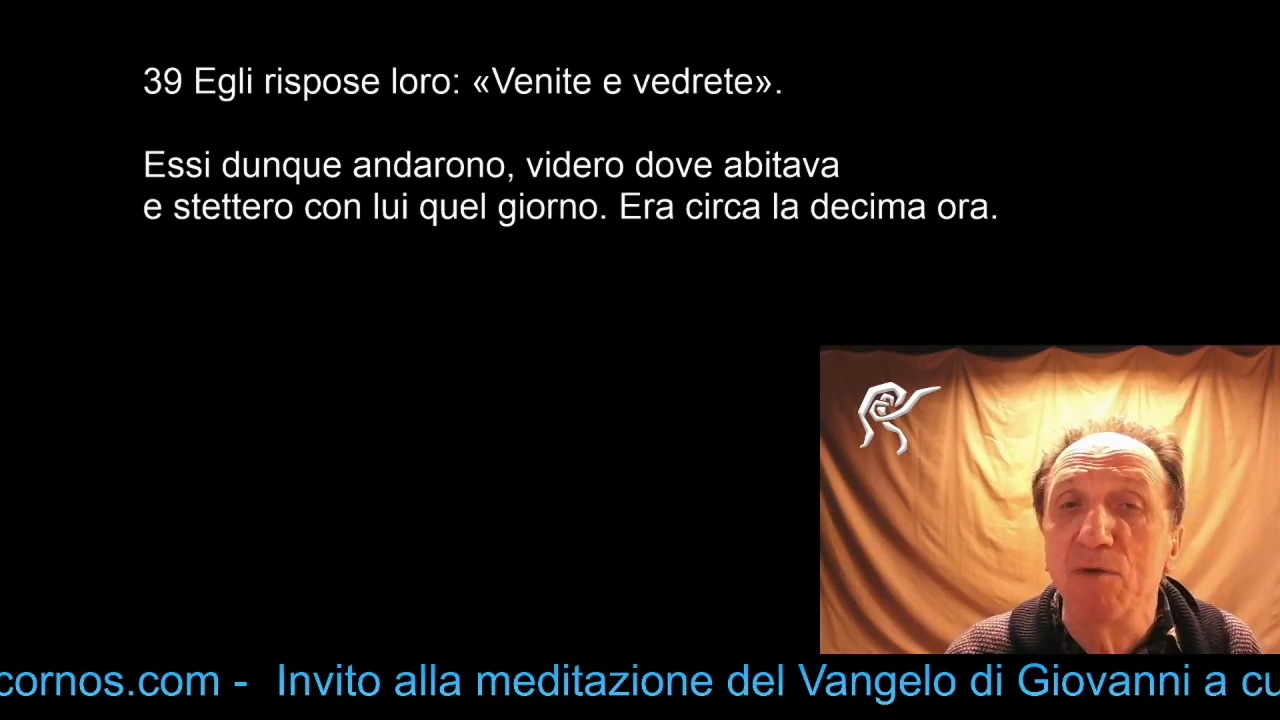 39 Egli rispose loro: «Venite e vedrete».
Essi dunque andarono, videro dove abitava
e stettero con lui quel giorno. Era circa la decima ora.
cornos.com - Invito alla meditazione del Vangelo di Giovanni a cu